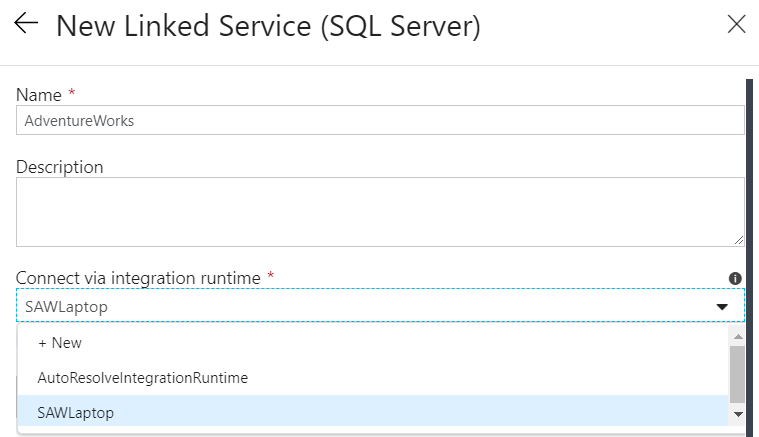 New Linked Service (SQL Server)
Name *
AdventureWorks
Description
Connect via integration runtime *
SAWLaptop
+ New
AutoResolveIntegrationRuntime
SAWLaptop